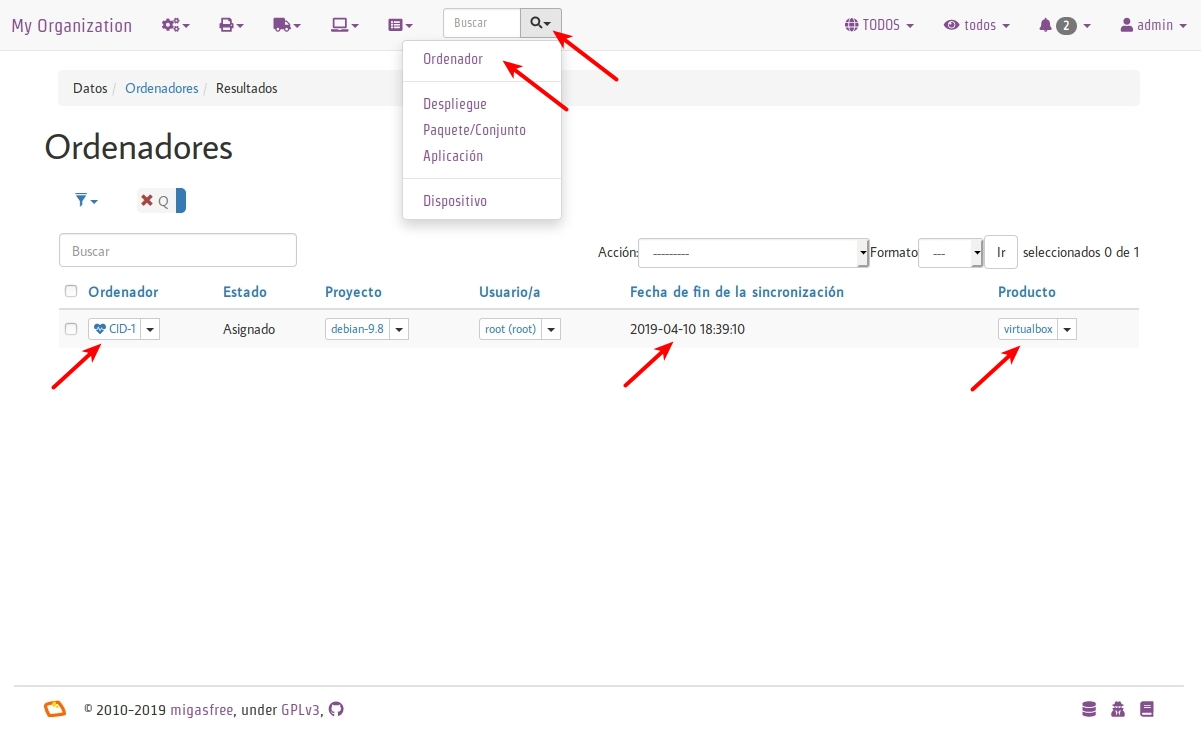 My Organization
Buscar
TODOS
todos
2
admin
Ordenador
Despliegue
Paquete/Conjunto
Aplicación
Dispositivo
Datos / Ordenadores / Resultados
Ordenadores
Q
Buscar
Acción: --------- Formato --- Ir seleccionados 0 de 1
Ordenador Estado Proyecto Usuario/a Fecha de fin de la sincronización Producto
CID-1 Asignado debian-9.8 root (root) 2019-04-10 18:39:10 virtualbox
© 2010-2019 migasfree, under GPLv3,